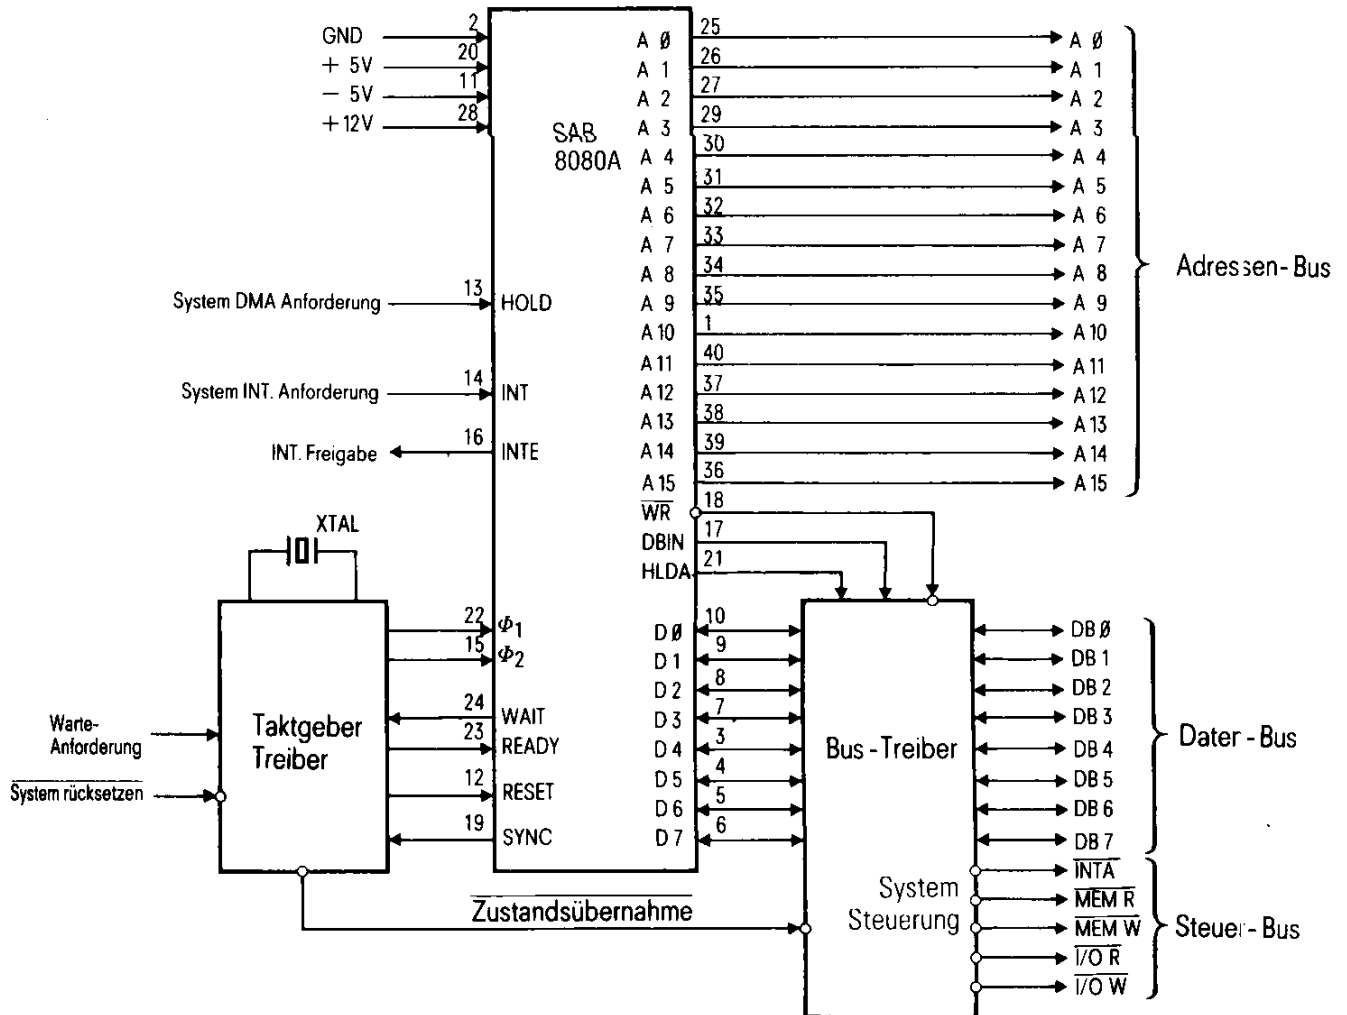 GND 2
+ 5V 20
− 5V 11
+12V 28
SAB
8080A
A Ø 25 A Ø
A 1 26 A 1
A 2 27 A 2
A 3 29 A 3
A 4 30 A 4
A 5 31 A 5
A 6 32 A 6
A 7 33 A 7
A 8 34 A 8
A 9 35 A 9
A 10 1 A 10
A 11 40 A 11
A 12 37 A 12
A 13 38 A 13
A 14 39 A 14
A 15 36 A 15
Adressen-Bus
System DMA Anforderung 13 HOLD
System INT. Anforderung 14 INT
INT. Freigabe 16 INTE
W̅R̅ 18
DBIN 17
HLDA 21
XTAL
22 Φ1
15 Φ2
24 WAIT
23 READY
12 RESET
19 SYNC
Warte-
Anforderung
System rücksetzen
Taktgeber
Treiber
D Ø 10 DB Ø
D 1 9 DB 1
D 2 8 DB 2
D 3 7 DB 3
D 4 3 DB 4
D 5 4 DB 5
D 6 5 DB 6
D 7 6 DB 7
Bus-Treiber
Dater-Bus
System
Steuerung
Zustandsübernahme
INTA
MEM R
MEM W
I/O R
I/O W
Steuer-Bus